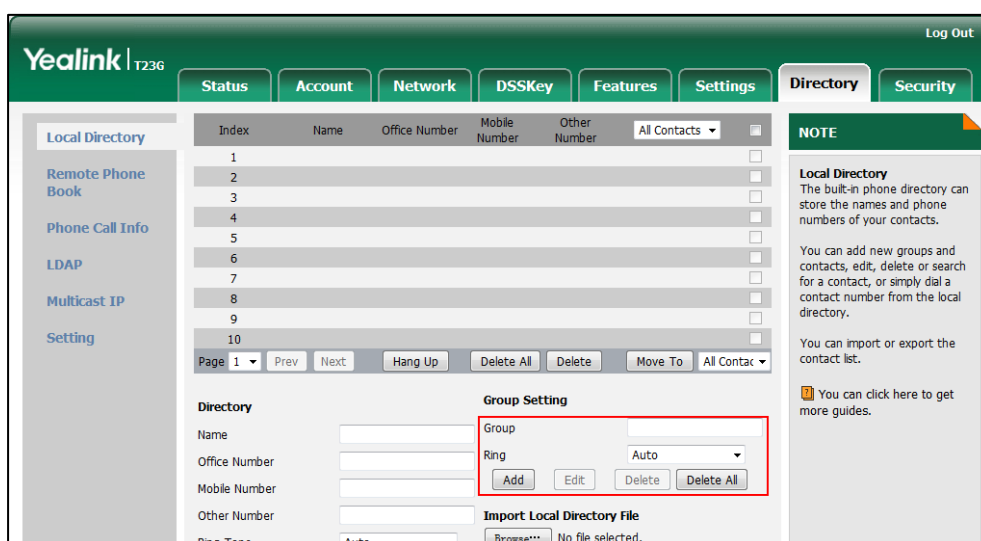 Log Out
Yealink T23G
Status Account Network DSSKey Features Settings Directory Security
Local Directory
Remote Phone
Book
Phone Call Info
LDAP
Multicast IP
Setting
Index Name Office Number Mobile Number Other Number All Contacts
1
2
3
4
5
6
7
8
9
10
Page 1 Prev Next Hang Up Delete All Delete Move To All Contac
Directory
Name
Office Number
Mobile Number
Other Number
Ring Tone Auto
Group Setting
Group
Ring Auto
Add Edit Delete Delete All
Import Local Directory File
Browse... No file selected.
NOTE
Local Directory
The built-in phone directory can
store the names and phone
numbers of your contacts.
You can add new groups and
contacts, edit, delete or search
for a contact, or simply dial a
contact number from the local
directory.
You can import or export the
contact list.
You can click here to get
more guides.